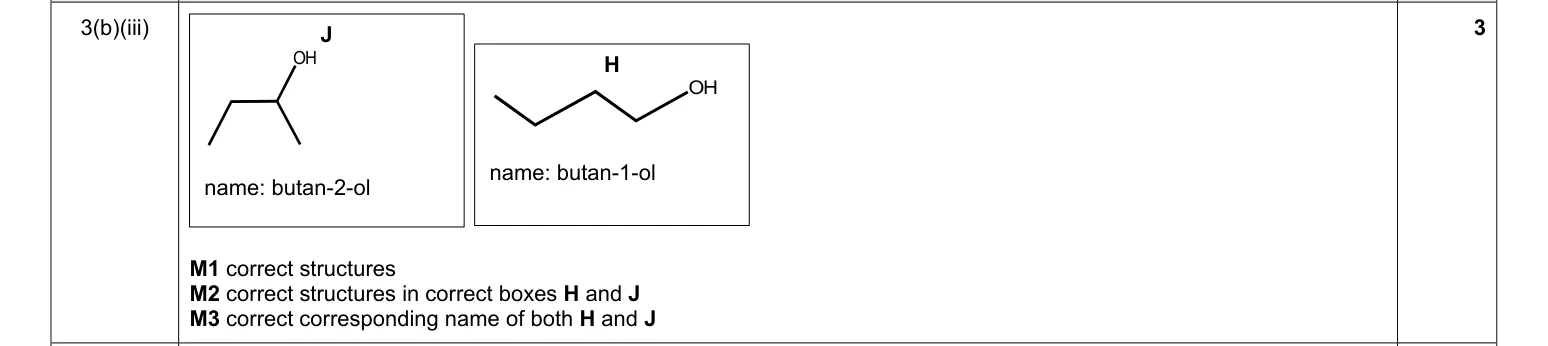 3(b)(iii)
J
OH
name: butan-2-ol
H
OH
name: butan-1-ol
M1 correct structures
M2 correct structures in correct boxes H and J
M3 correct corresponding name of both H and J
3